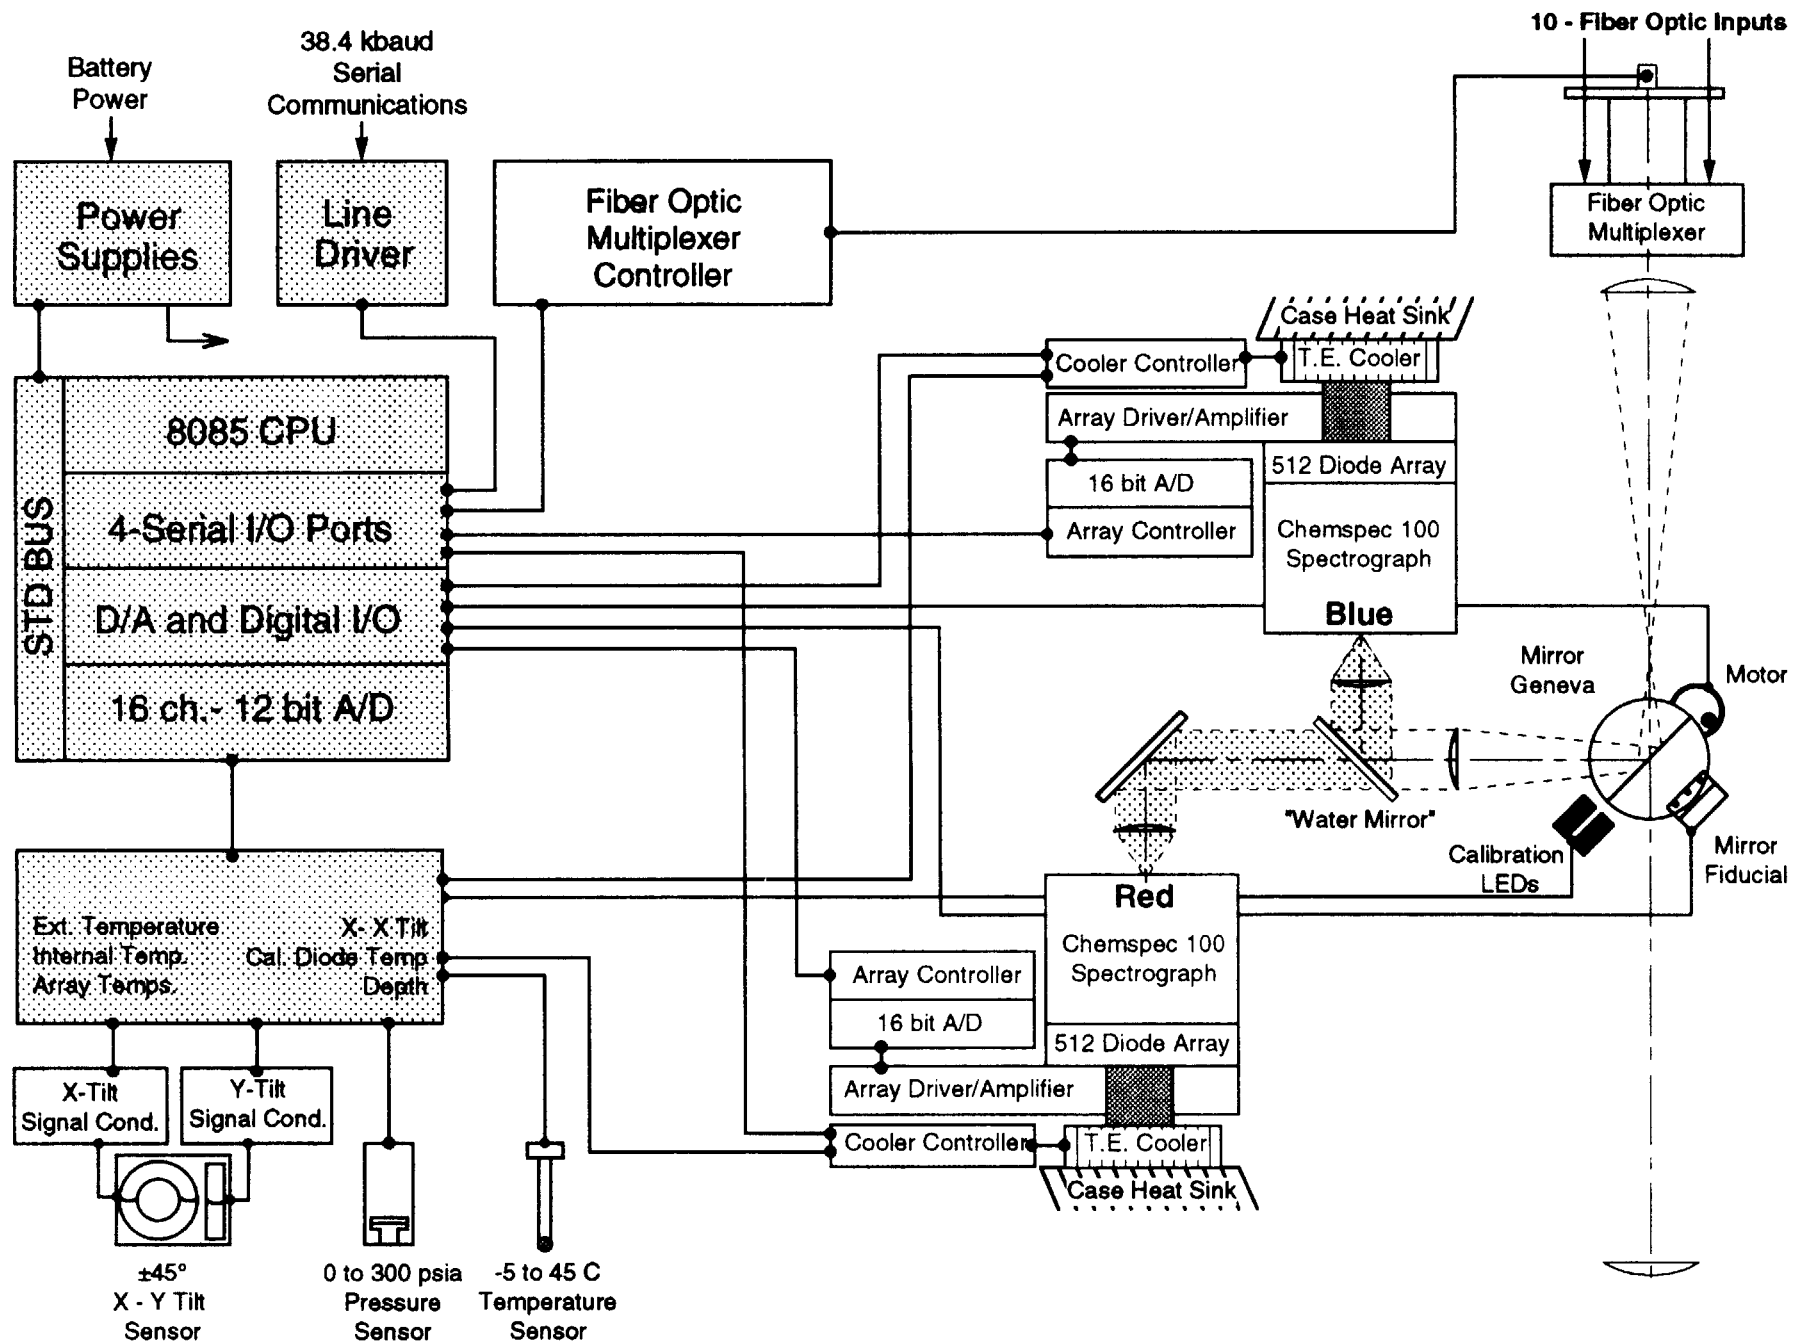 10 - Fiber Optic Inputs
Battery
Power
38.4 kbaud
Serial
Communications
Power
Supplies
Line
Driver
Fiber Optic
Multiplexer
Controller
Fiber Optic
Multiplexer
Case Heat Sink
Cooler Controller
T.E. Cooler
Array Driver/Amplifier
512 Diode Array
16 bit A/D
Array Controller
Chemspec 100
Spectrograph
Blue
STD BUS
8085 CPU
4-Serial I/O Ports
D/A and Digital I/O
16 ch.- 12 bit A/D
Mirror
Geneva
Motor
"Water Mirror"
Calibration
LEDs
Mirror
Fiducial
Ext. Temperature
Internal Temp.
Array Temps.
X- X Tilt
Cal. Diode Temp
Depth
Red
Chemspec 100
Spectrograph
Array Controller
16 bit A/D
512 Diode Array
Array Driver/Amplifier
Cooler Controller
T.E. Cooler
Case Heat Sink
X-Tilt
Signal Cond.
Y-Tilt
Signal Cond.
±45°
X - Y Tilt
Sensor
0 to 300 psia
Pressure
Sensor
-5 to 45 C
Temperature
Sensor